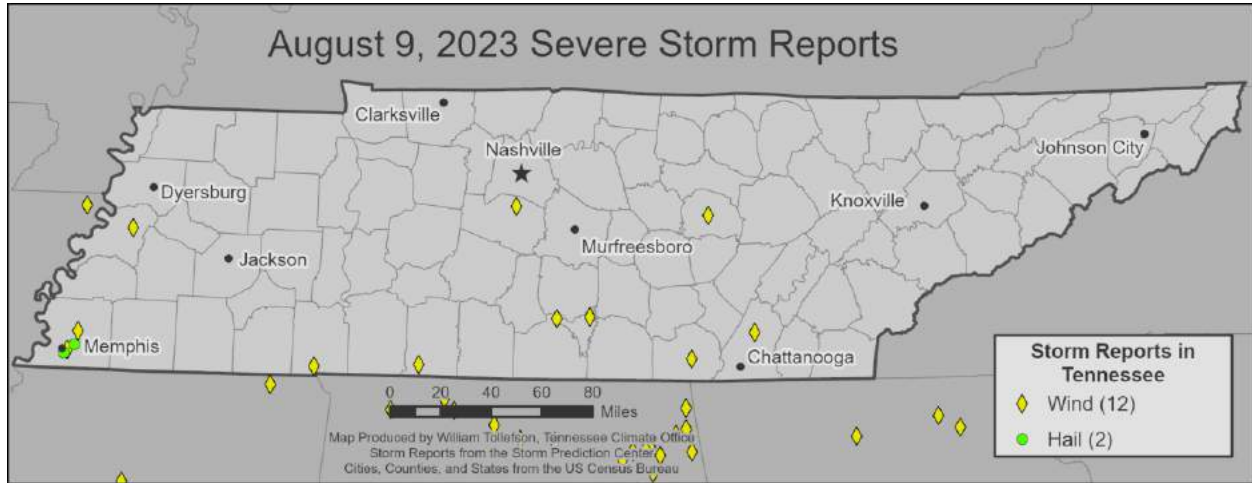 August 9, 2023 Severe Storm Reports
Clarksville
Nashville
Johnson City
Dyersburg
Knoxville
Murfreesboro
Jackson
Memphis
Chattanooga
Storm Reports in
Tennessee
Wind (12)
Hail (2)
0 20 40 60 80
Miles
Map Produced by William Tollefson, Tennessee Climate Office
Storm Reports from the Storm Prediction Center
Cities, Counties, and States from the US Census Bureau